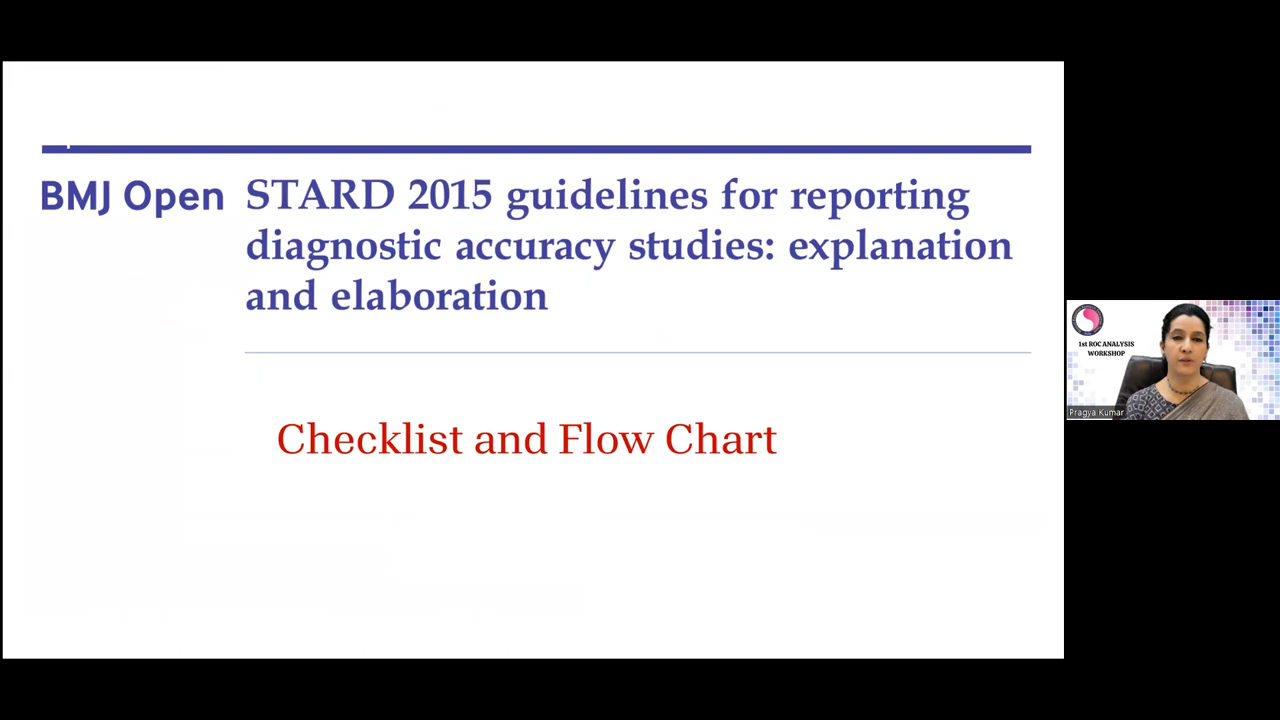 BMJ Open
STARD 2015 guidelines for reporting
diagnostic accuracy studies: explanation
and elaboration
Checklist and Flow Chart
1st ROC ANALYSIS
WORKSHOP
Pragya Kumar